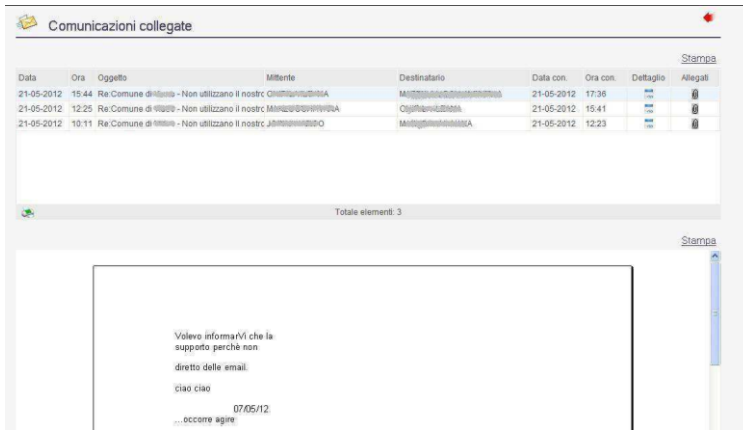 Comunicazioni collegate
Stampa
Data Ora Oggetto Mittente Destinatario Data con. Ora con. Dettaglio Allegati
21-05-2012 15:44 Re:Comune di - Non utilizzano il nostro 21-05-2012 17:36
21-05-2012 12:25 Re:Comune di - Non utilizzano il nostro 21-05-2012 15:41
21-05-2012 10:11 Re:Comune di - Non utilizzano il nostro 21-05-2012 12:23
Totale elementi: 3
Stampa
Volevo informarVi che la
supporto perchè non
diretto delle email.
ciao ciao
07/05/12
...occorre agire